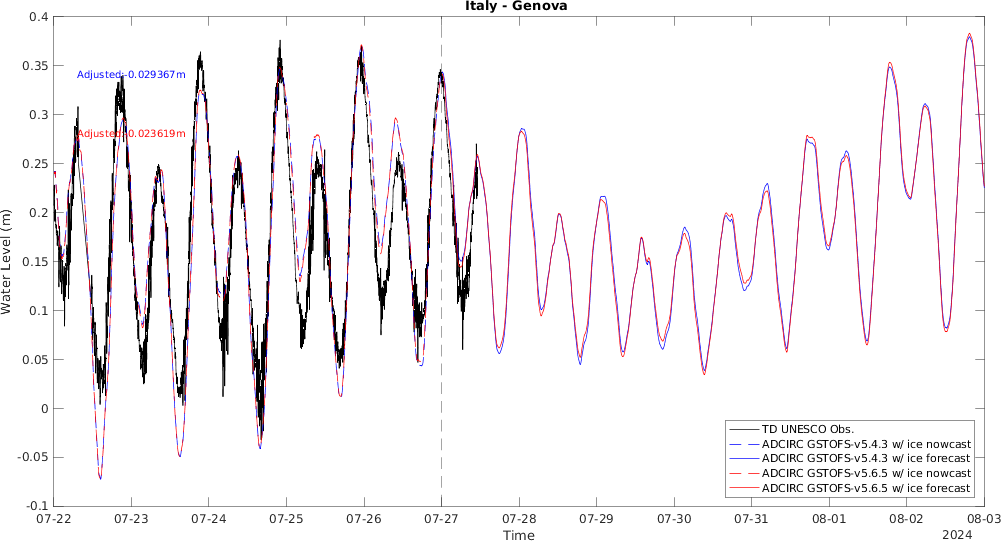 Italy - Genova
0.4
0.35
0.3
0.25
0.2
0.15
0.1
0.05
0
-0.05
-0.1
Water Level (m)
Adjusted:-0.029367m
Adjusted:-0.023619m
TD UNESCO Obs.
ADCIRC GSTOFS-v5.4.3 w/ ice nowcast
ADCIRC GSTOFS-v5.4.3 w/ ice forecast
ADCIRC GSTOFS-v5.6.5 w/ ice nowcast
ADCIRC GSTOFS-v5.6.5 w/ ice forecast
07-22 07-23 07-24 07-25 07-26 07-27 07-28 07-29 07-30 07-31 08-01 08-02 08-03
Time
2024